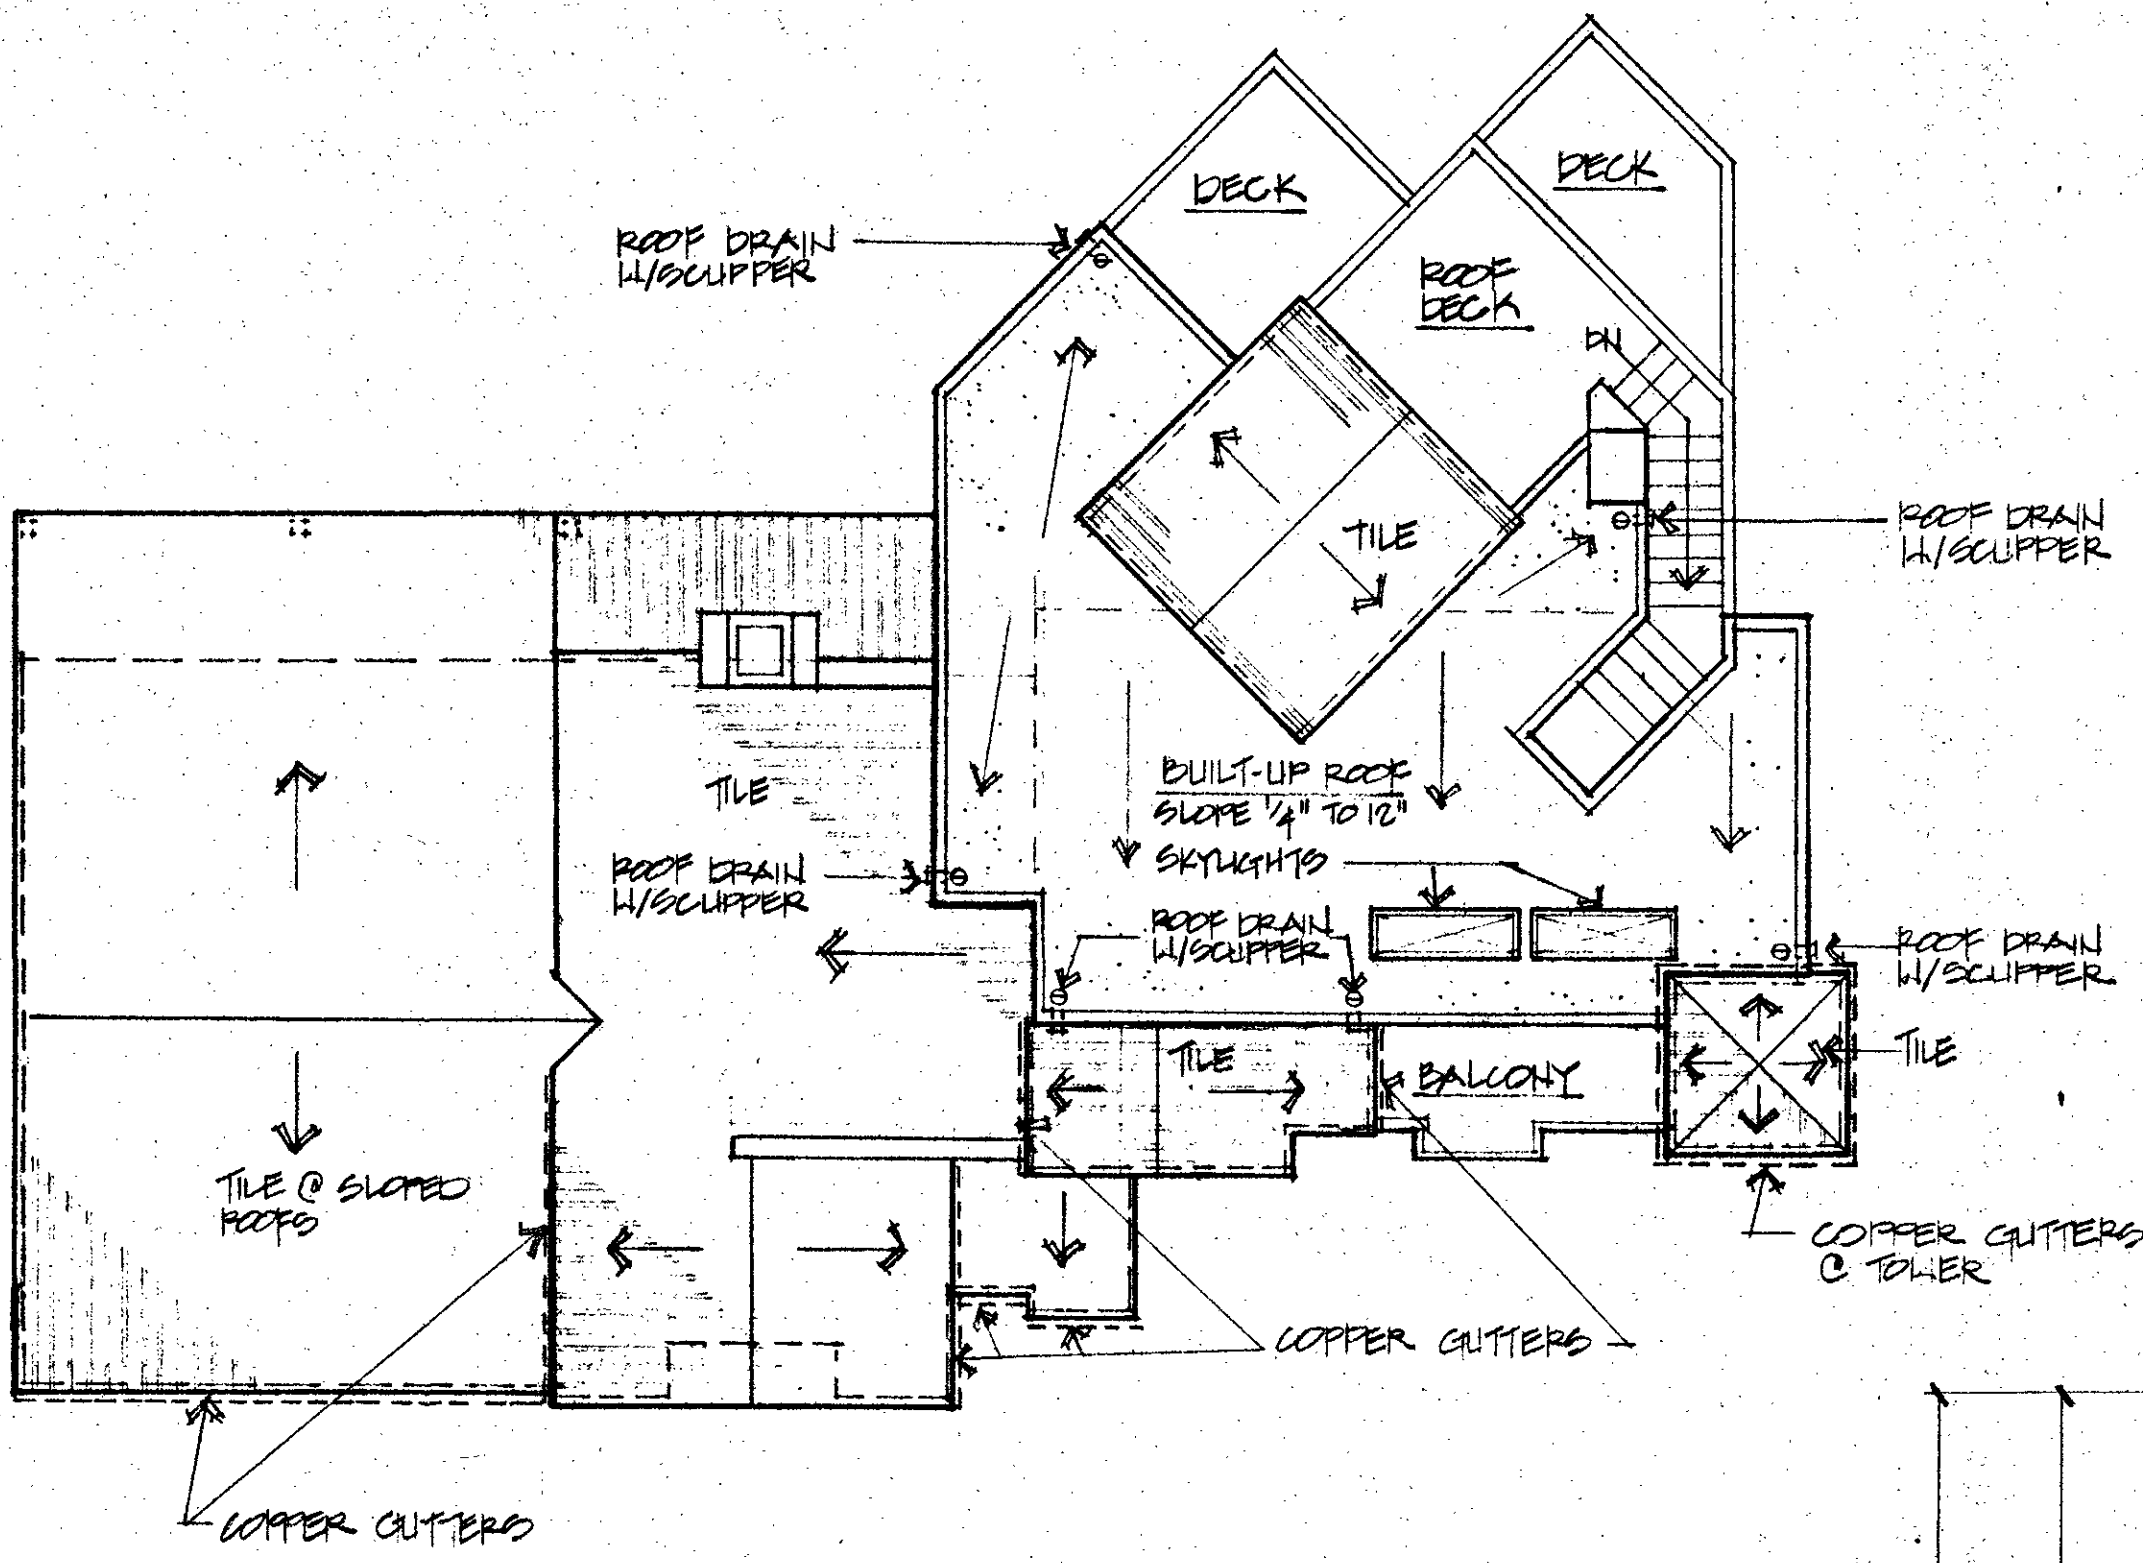 DECK
DECK
ROOF DRAIN
W/SCUPPER
ROOF
DECK
DN
TILE
ROOF DRAIN
W/SCUPPER
TILE
BUILT-UP ROOF
SLOPE 1/4" TO 12"
SKYLIGHTS
ROOF DRAIN
W/SCUPPER
ROOF DRAIN
W/SCUPPER
ROOF DRAIN
W/SCUPPER
TILE
BALCONY
TILE
TILE @ SLOPED
ROOFS
COPPER GUTTERS
@ TOWER
COPPER GUTTERS
COPPER GUTTERS